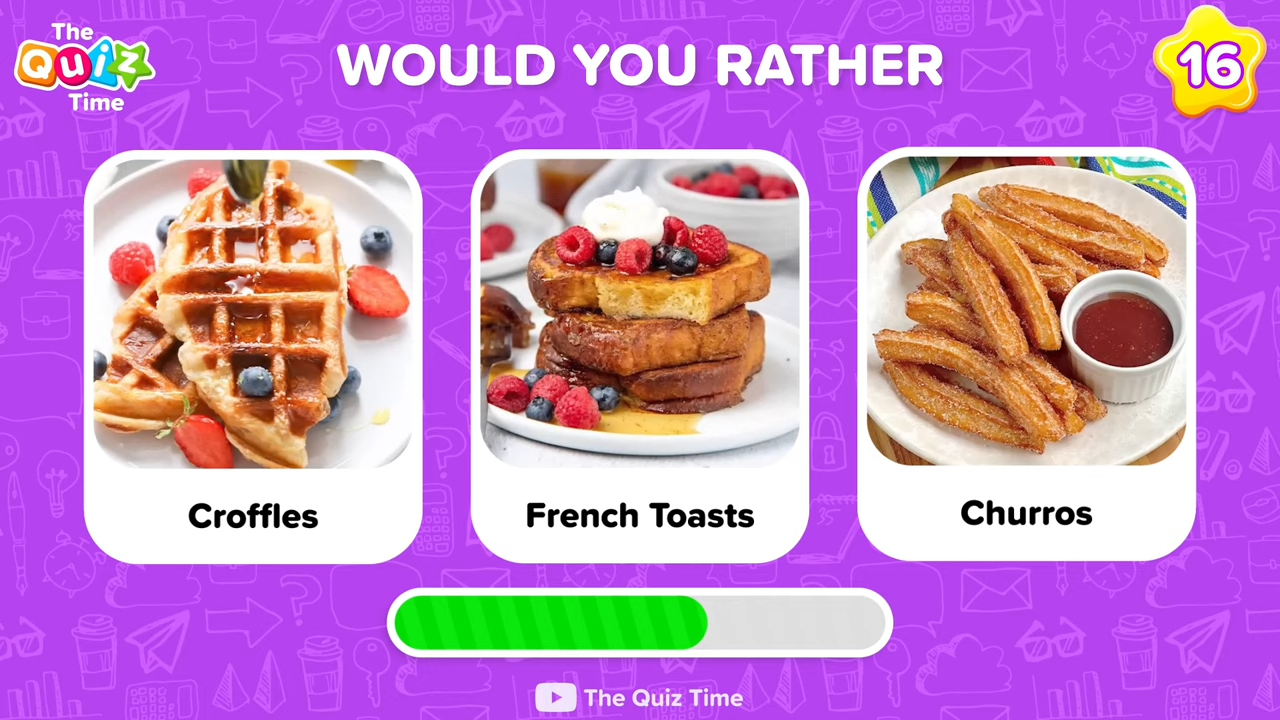 The
Quiz
Time
WOULD YOU RATHER
16
Croffles
French Toasts
Churros
The Quiz Time